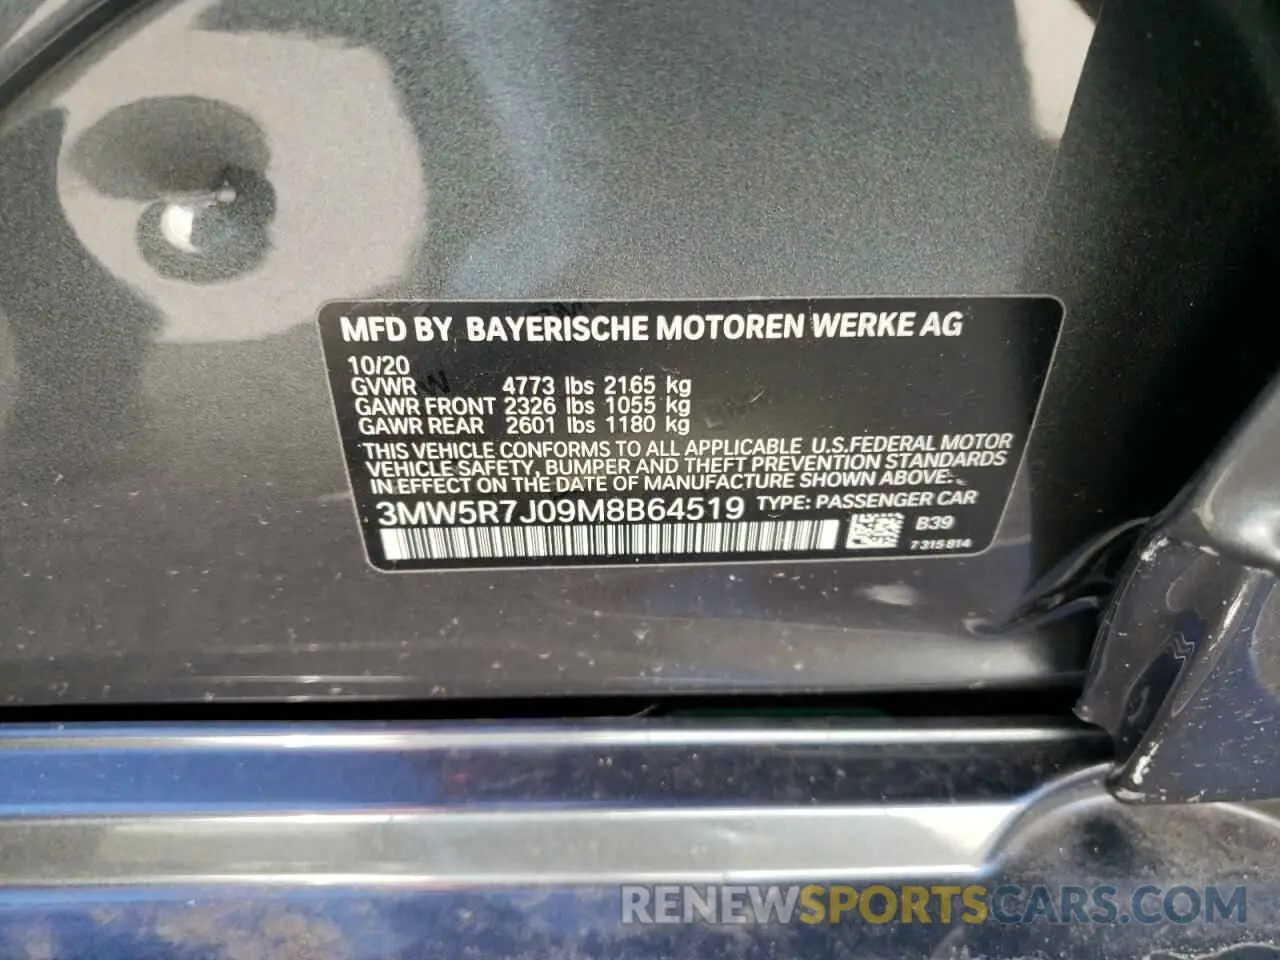 MFD BY BAYERISCHE MOTOREN WERKE AG
10/20
GVWR 4773 lbs 2165 kg
GAWR FRONT 2326 lbs 1055 kg
GAWR REAR 2601 lbs 1180 kg
THIS VEHICLE CONFORMS TO ALL APPLICABLE U.S.FEDERAL MOTOR
VEHICLE SAFETY, BUMPER AND THEFT PREVENTION STANDARDS
IN EFFECT ON THE DATE OF MANUFACTURE SHOWN ABOVE.
3MW5R7J09M8B64519 TYPE: PASSENGER CAR
B39
7 315 814
RENEWSPORTSCARS.COM